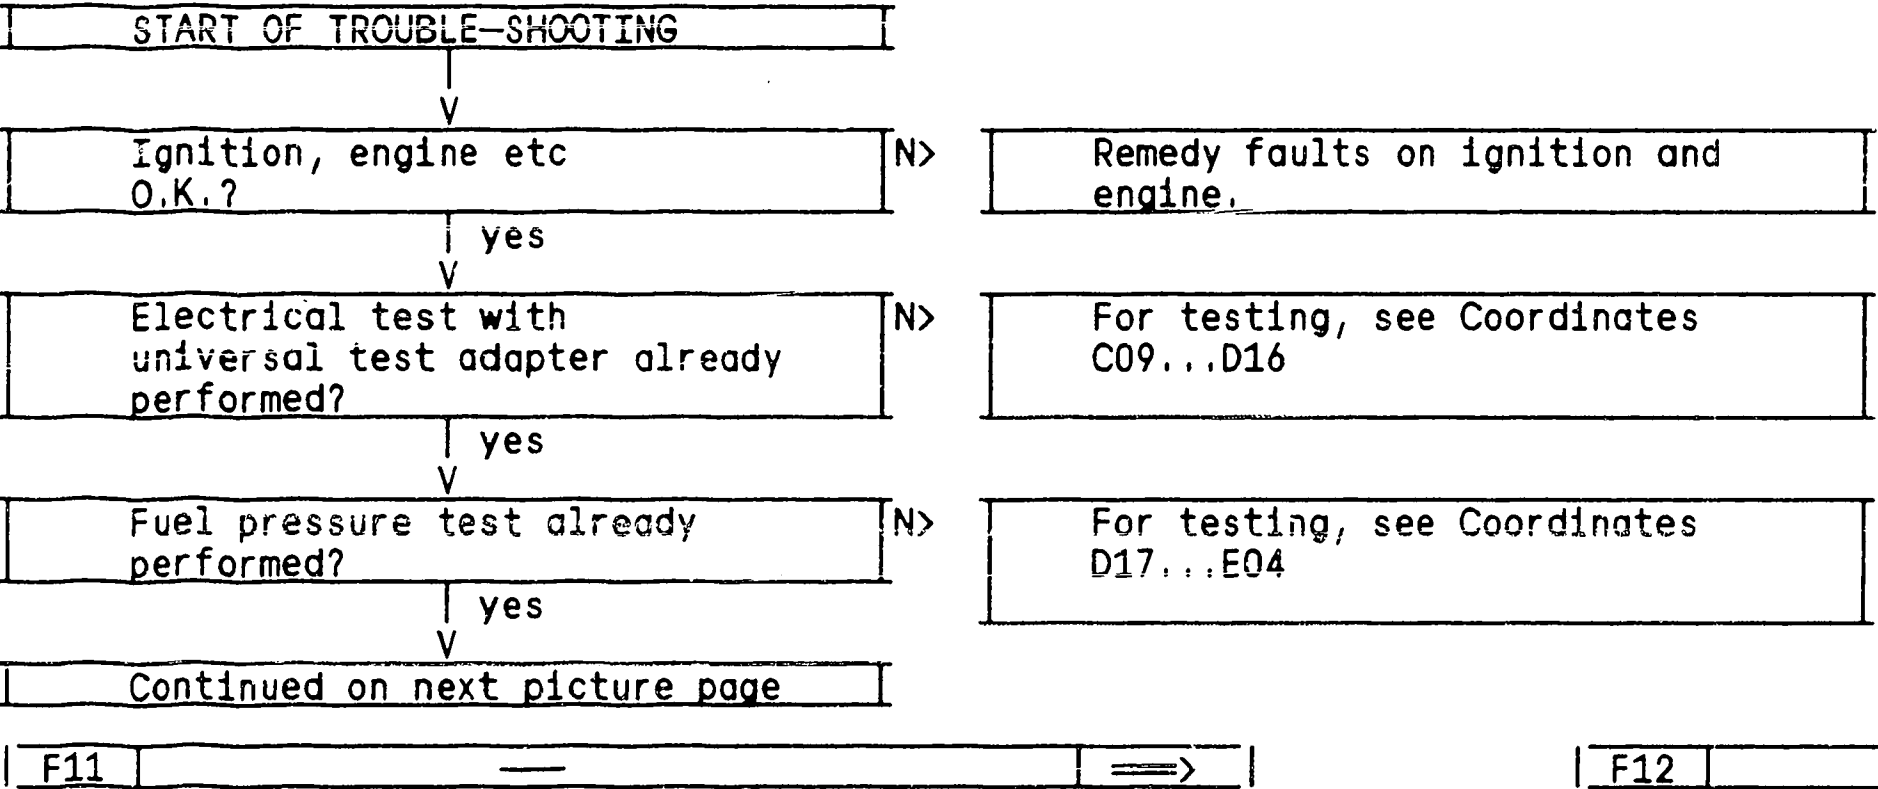 START OF TROUBLE-SHOOTING
Ignition, engine etc
O.K.?
N>
Remedy faults on ignition and
engine.
yes
Electrical test with
universal test adapter already
performed?
N>
For testing, see Coordinates
C09...D16
yes
Fuel pressure test already
performed?
N>
For testing, see Coordinates
D17...E04
yes
Continued on next picture page
F11
F12